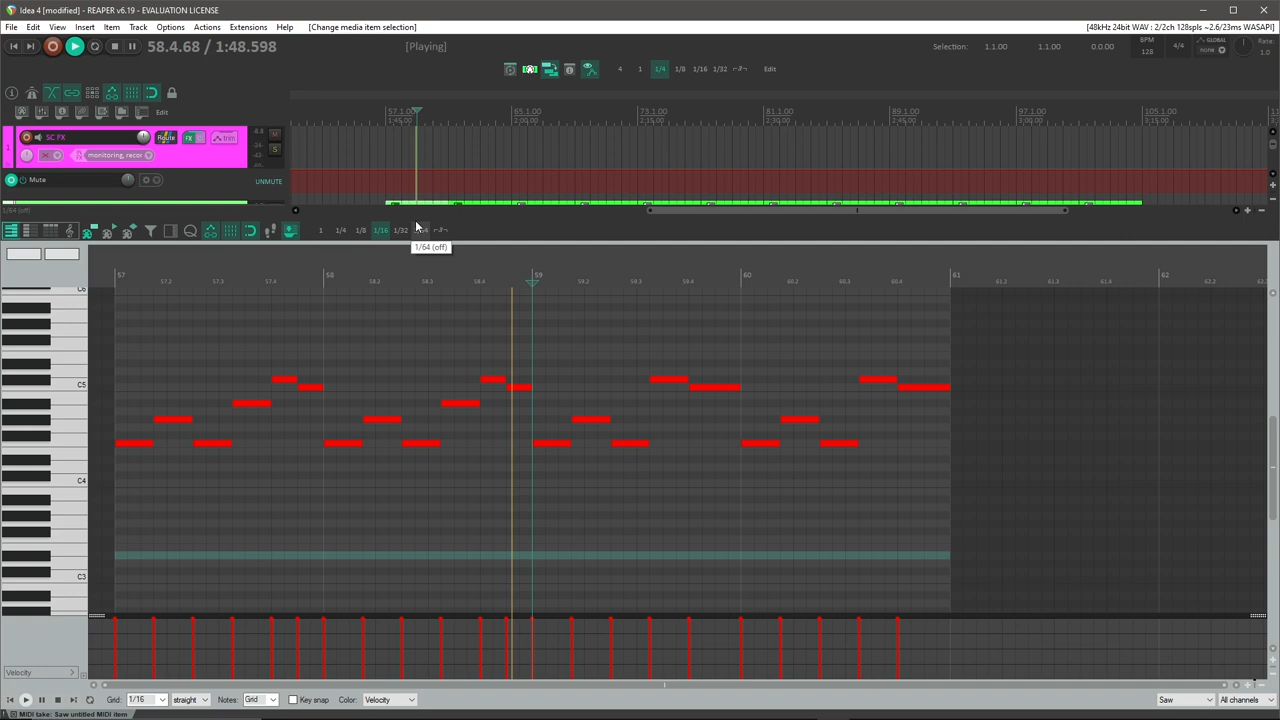 Idea 4 [modified] - REAPER v6.19 - EVALUATION LICENSE
File Edit View Insert Item Track Options Actions Extensions Help [Change media item selection]
[48kHz 24bit WAV : 2/2ch 128spls ~2.6/23ms WASAPI]
58.4.68 / 1:48.598
[Playing]
Selection: 1.1.00 1.1.00 0.0.00
BPM
128
4/4
GLOBAL
none
Rate:
1.0
4 1 1/4 1/8 1/16 1/32 Edit
Edit
57.1.00 65.1.00 73.1.00 81.1.00 89.1.00 97.1.00 105.1.00
1:45.00 2:00.00 2:15.00 2:30.00 2:45.00 3:00.00 3:15.00
1
SC FX
Route
FX
trim
M
S
monitoring, recor
Mute
UNMUTE
1/64 (off)
1 1/4 1/8 1/16 1/32
1/64 (off)
57 58 59 60 61 62
57.2 57.3 57.4 58.2 58.3 58.4 59.2 59.3 59.4 60.2 60.3 60.4 61.2 61.3 61.4 62.2 62.3
C6
C5
C4
C3
Velocity
Grid: 1/16 straight Notes: Grid Key snap Color: Velocity
Saw All channels
MIDI take: Saw untitled MIDI item